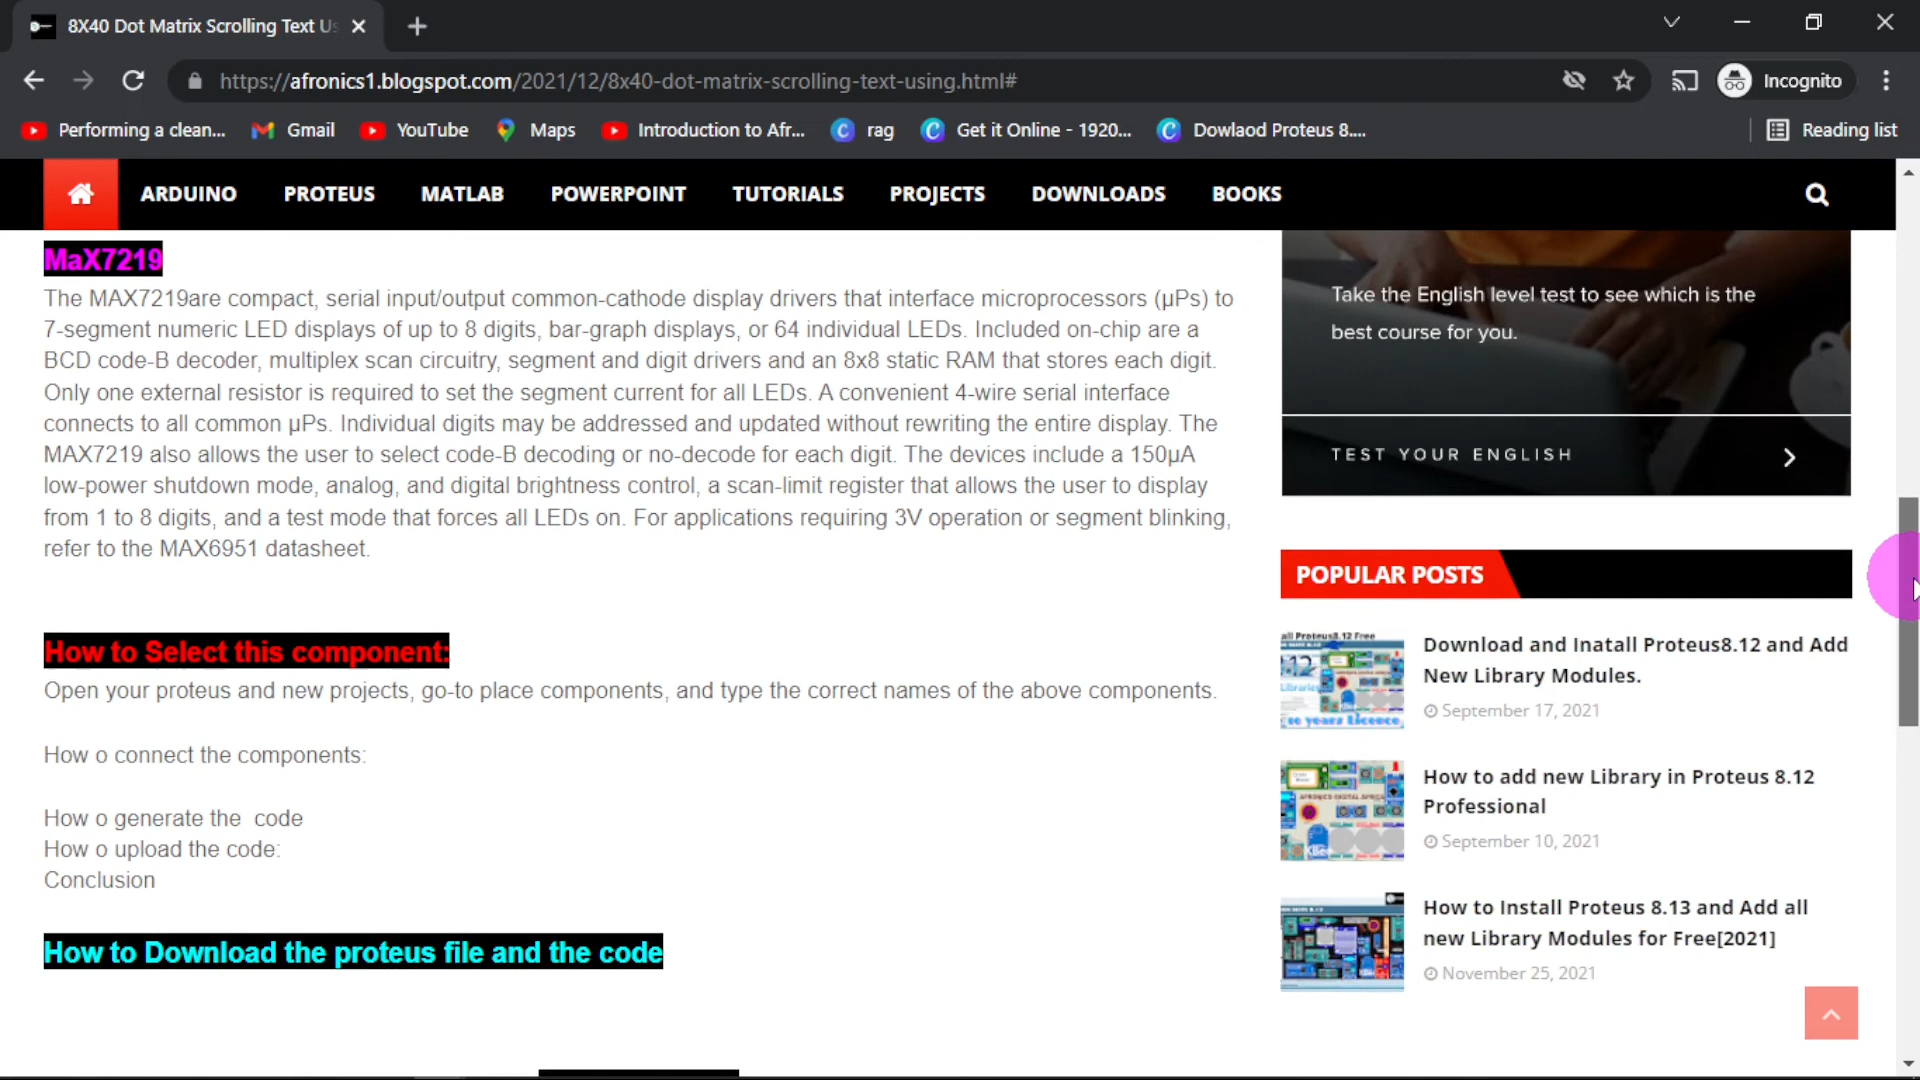 8X40 Dot Matrix Scrolling Text Us
https://afronics1.blogspot.com/2021/12/8x40-dot-matrix-scrolling-text-using.html#
Incognito
Performing a clean...
Gmail
YouTube
Maps
Introduction to Afr...
rag
Get it Online - 1920...
Dowlaod Proteus 8....
Reading list
ARDUINO
PROTEUS
MATLAB
POWERPOINT
TUTORIALS
PROJECTS
DOWNLOADS
BOOKS
MaX7219
The MAX7219are compact, serial input/output common-cathode display drivers that interface microprocessors (μPs) to
7-segment numeric LED displays of up to 8 digits, bar-graph displays, or 64 individual LEDs. Included on-chip are a
BCD code-B decoder, multiplex scan circuitry, segment and digit drivers and an 8x8 static RAM that stores each digit.
Only one external resistor is required to set the segment current for all LEDs. A convenient 4-wire serial interface
connects to all common μPs. Individual digits may be addressed and updated without rewriting the entire display. The
MAX7219 also allows the user to select code-B decoding or no-decode for each digit. The devices include a 150μA
low-power shutdown mode, analog, and digital brightness control, a scan-limit register that allows the user to display
from 1 to 8 digits, and a test mode that forces all LEDs on. For applications requiring 3V operation or segment blinking,
refer to the MAX6951 datasheet.
How to Select this component:
Open your proteus and new projects, go-to place components, and type the correct names of the above components.
How o connect the components:
How o generate the  code
How o upload the code:
Conclusion
How to Download the proteus file and the code
Take the English level test to see which is the
best course for you.
TEST YOUR ENGLISH
POPULAR POSTS
all Proteus8.12 Free
10 years Licence
Download and Inatall Proteus8.12 and Add
New Library Modules.
September 17, 2021
How to add new Library in Proteus 8.12
Professional
September 10, 2021
How to Install Proteus 8.13 and Add all
new Library Modules for Free[2021]
November 25, 2021